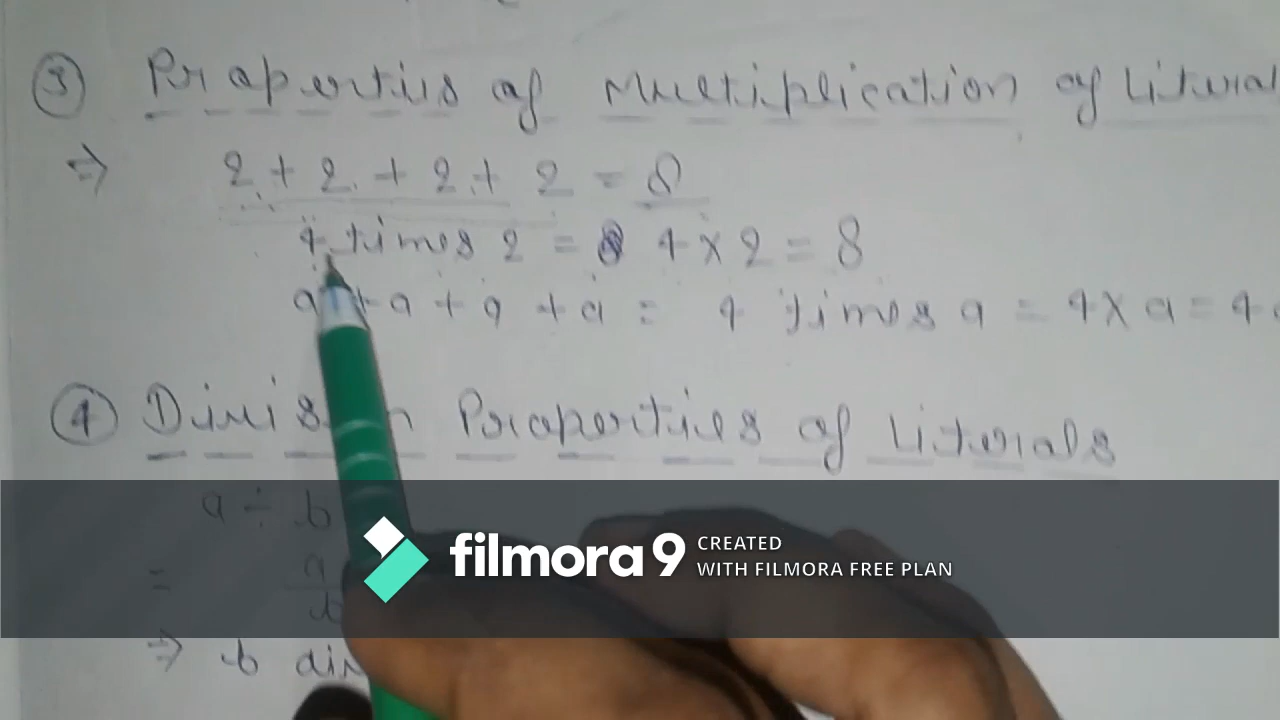 ③ Properties of Multiplication of Literal
⇒ 2 + 2 + 2 + 2 = 8
4 times 2 = 4 × 2 = 8
a + a + a + a = 4 times a = 4 × a = 4
④ Division Properties of Literals
a ÷ b
filmora 9 CREATED
WITH FILMORA FREE PLAN
= a
b
⇒ b